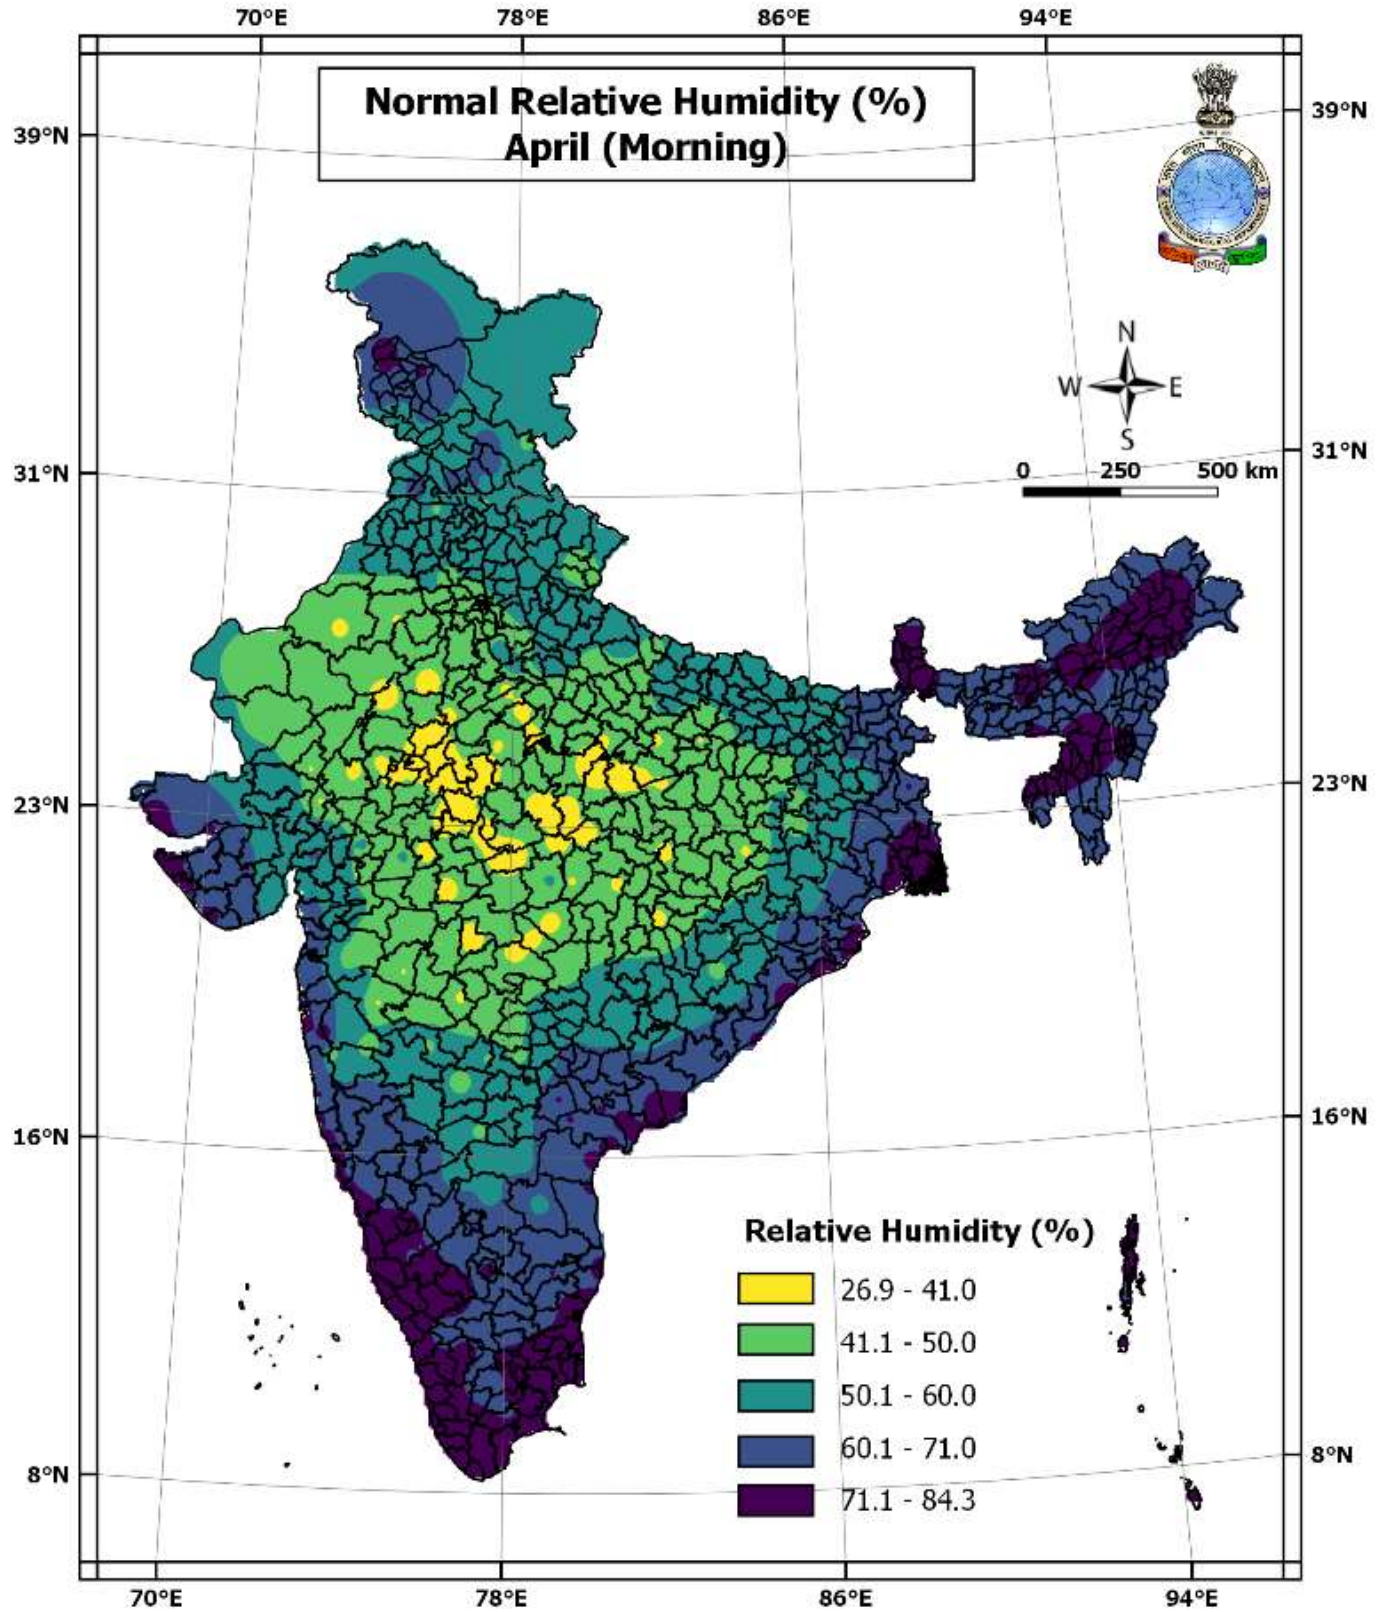 70°E 78°E 86°E 94°E
Normal Relative Humidity (%)
April (Morning)
39°N 39°N
N
W E
S
31°N 31°N
0 250 500 km
23°N 23°N
16°N 16°N
Relative Humidity (%)
26.9 - 41.0
41.1 - 50.0
50.1 - 60.0
60.1 - 71.0
71.1 - 84.3
8°N 8°N
70°E 78°E 86°E 94°E